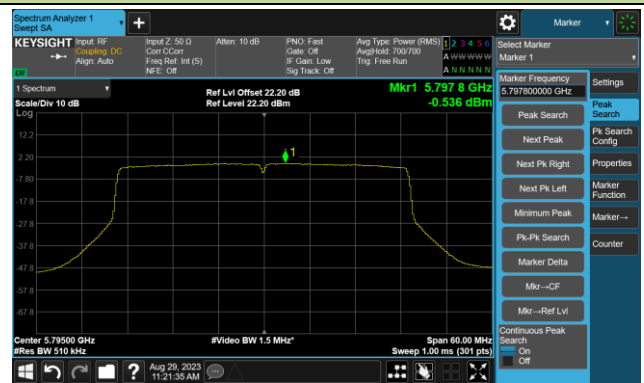 Spectrum Analyzer 1
Swept SA
+
Marker
KEYSIGHT
Input: RF
Coupling: DC
Align: Auto
Input Z: 50 Ω
Corr CCorr
Freq Ref: Int (S)
NFE: Off
Atten: 10 dB
PNO: Fast
Gate: Off
IF Gain: Low
Sig Track: Off
Avg Type: Power (RMS)
Avg|Hold: 700/700
Trig: Free Run
1 2 3 4 5 6
A W W W W W
A N N N N N
LXI
Select Marker
Marker 1
1 Spectrum
Scale/Div 10 dB
Log
Ref Lvl Offset 22.20 dB
Ref Level 22.20 dBm
Mkr1 5.797 8 GHz
-0.536 dBm
1
12.2
2.20
-7.80
-17.8
-27.8
-37.8
-47.8
-57.8
-67.8
Center 5.79500 GHz
#Res BW 510 kHz
#Video BW 1.5 MHz*
Span 60.00 MHz
Sweep 1.00 ms (301 pts)
Marker Frequency
5.797800000 GHz
Peak Search
Next Peak
Next Pk Right
Next Pk Left
Minimum Peak
Pk-Pk Search
Marker Delta
Mkr→CF
Mkr→Ref Lvl
Continuous Peak
Search
On
Off
Settings
Peak
Search
Pk Search
Config
Properties
Marker
Function
Marker→
Counter
?
Aug 29, 2023
11:21:35 AM